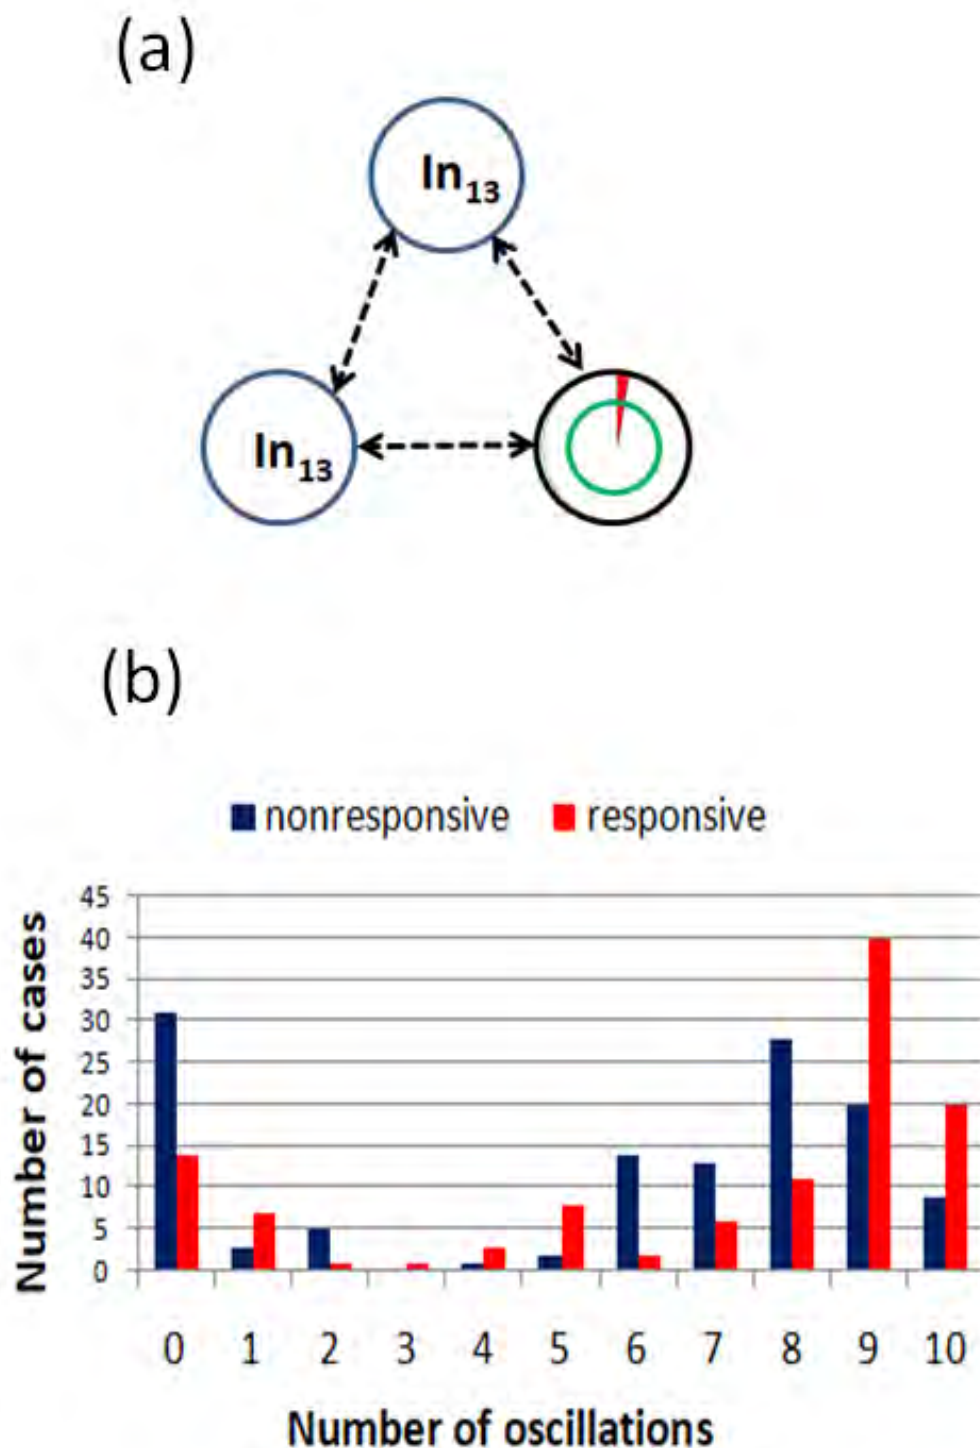 (a)
In13
In13
(b)
nonresponsive responsive
45
40
35
30
25
20
15
10
5
0
Number of cases
0 1 2 3 4 5 6 7 8 9 10
Number of oscillations